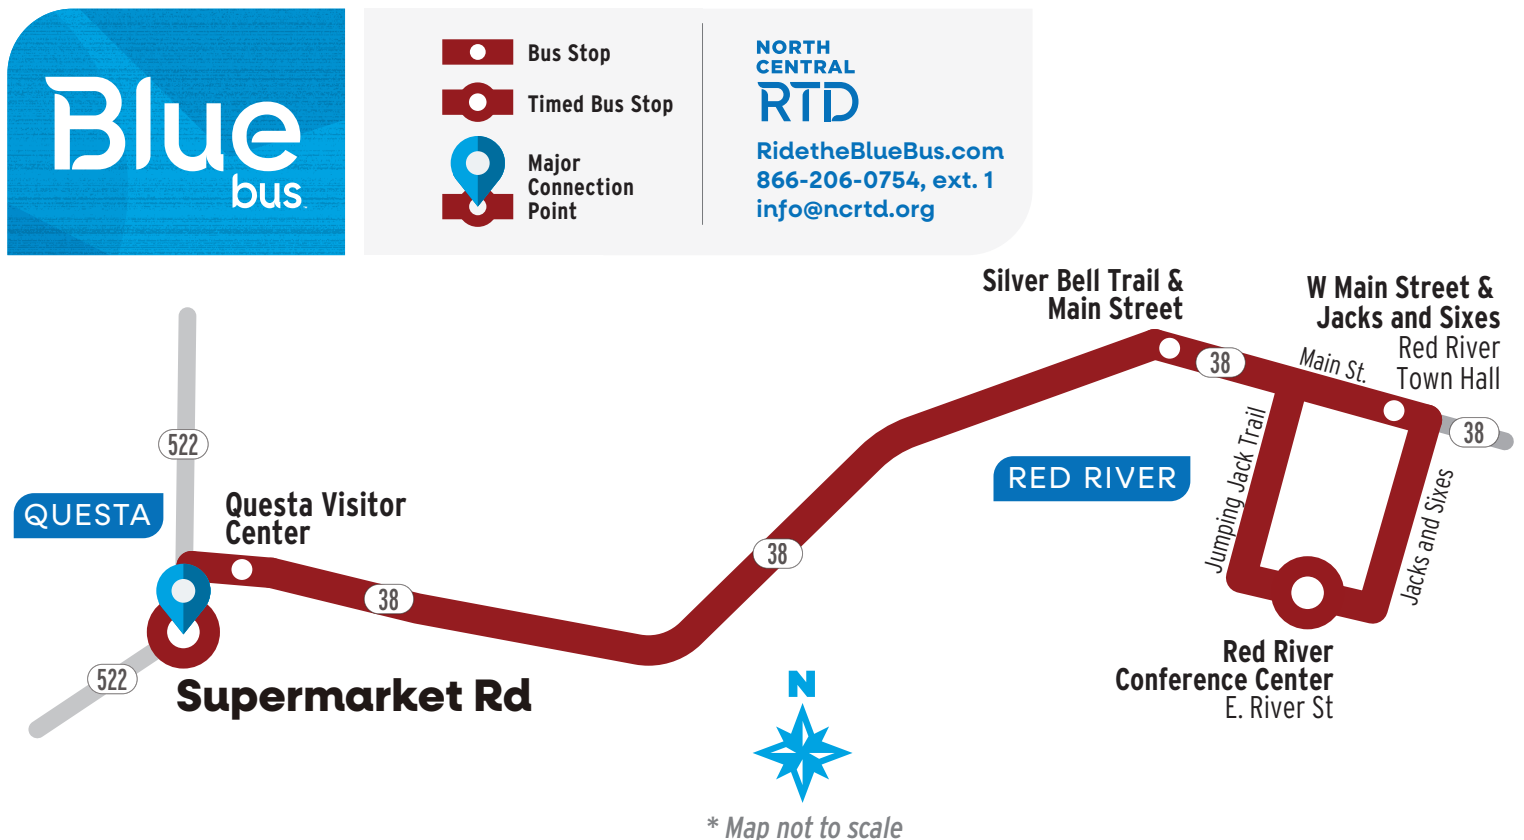 Blue
bus
Bus Stop
Timed Bus Stop
Major
Connection
Point
NORTH
CENTRAL
RTD
RidetheBlueBus.com
866-206-0754, ext. 1
info@ncrtd.org
Silver Bell Trail &
Main Street
W Main Street &
Jacks and Sixes
Red River
Town Hall
38
Main St.
38
522
QUESTA
Questa Visitor
Center
RED RIVER
Jumping Jack Trail
Jacks and Sixes
38
38
522
Supermarket Rd
Red River
Conference Center
E. River St
N
* Map not to scale